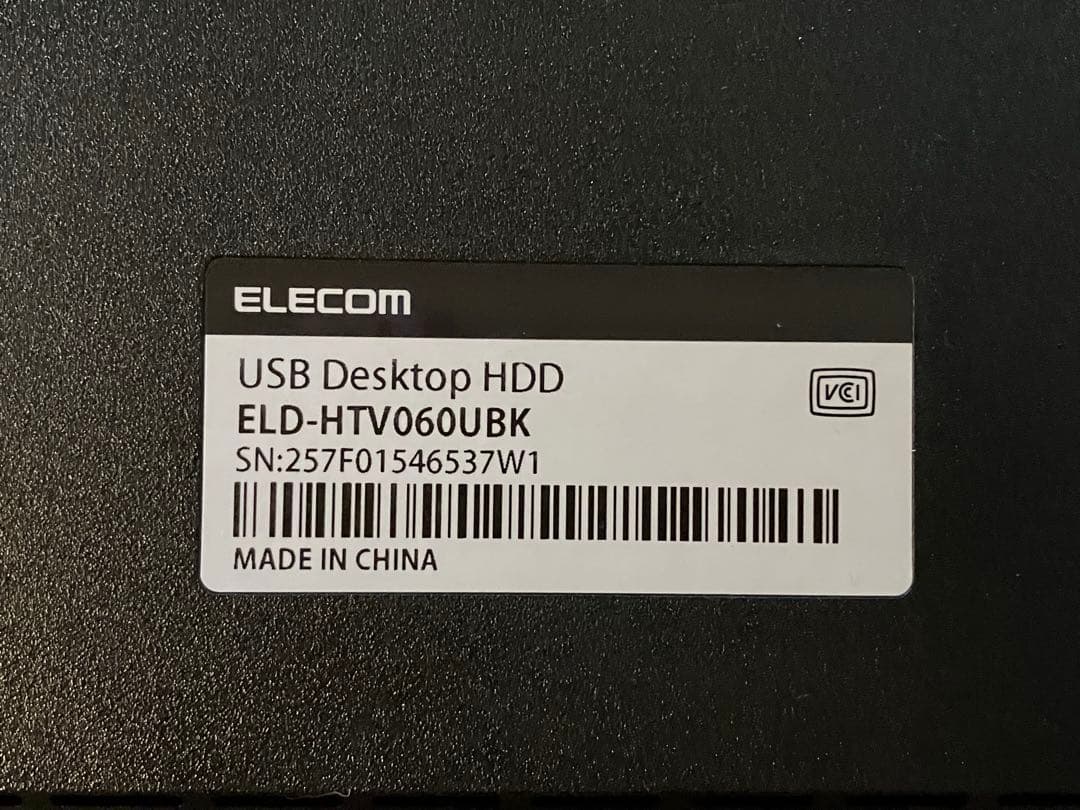 ELECOM
USB Desktop HDD
ELD-HTV060UBK
SN:257F01546537W1
VCI
MADE IN CHINA